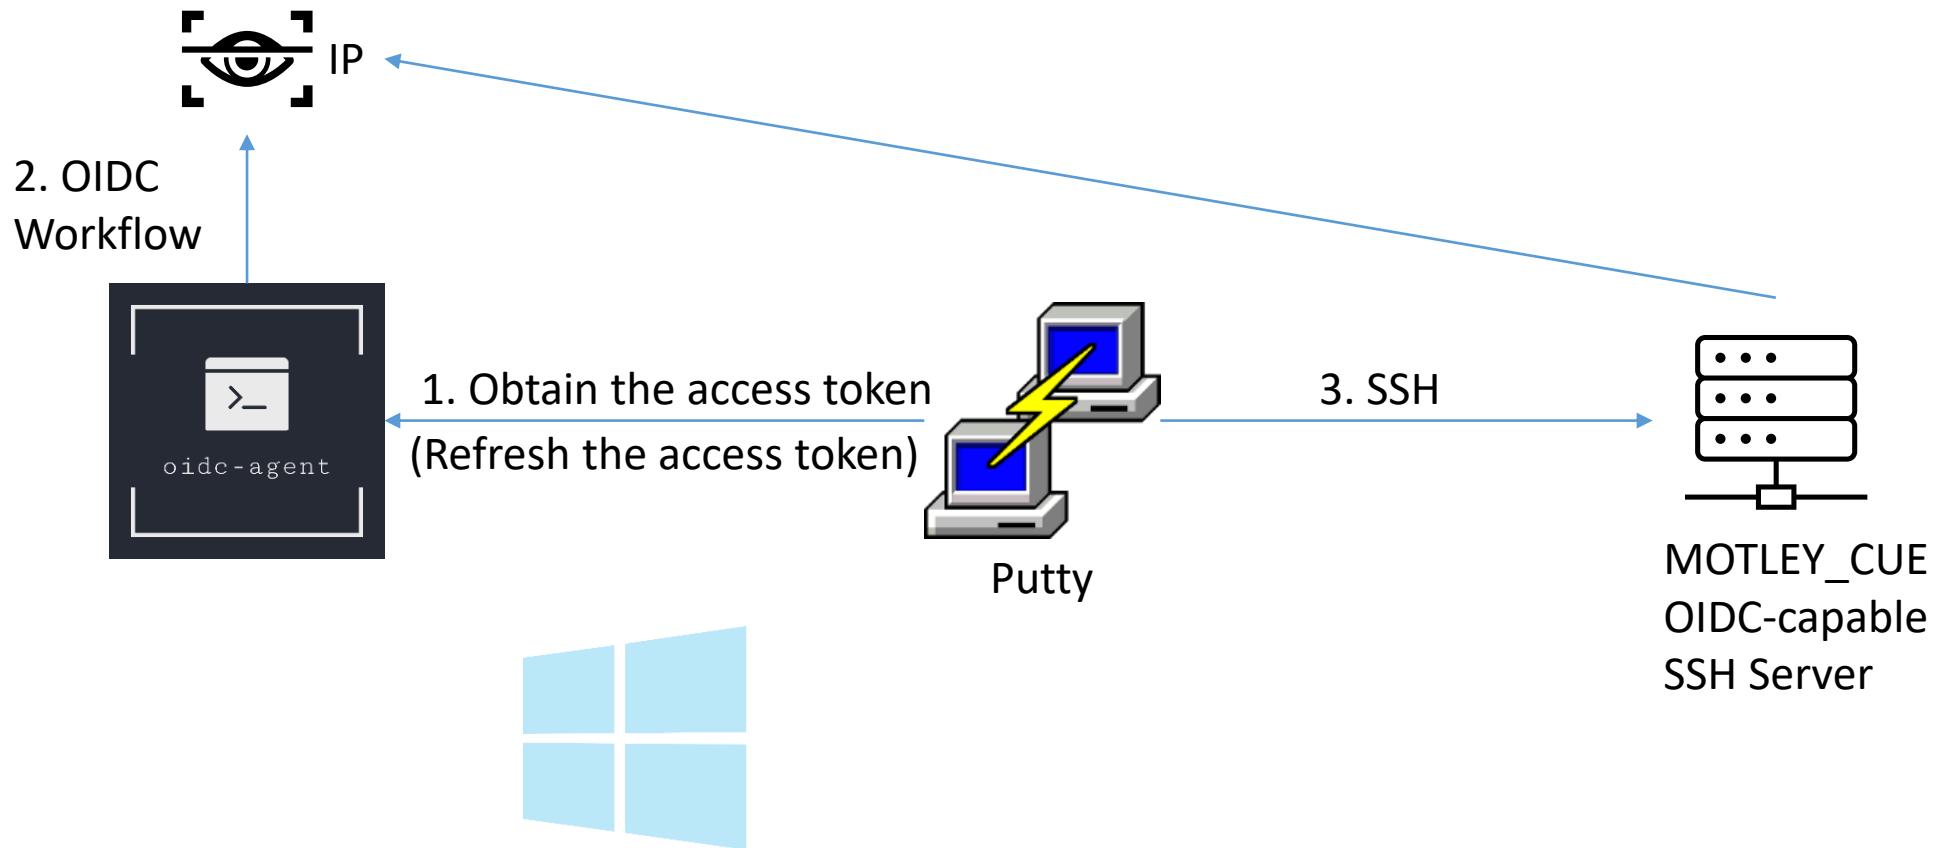 IP
2. OIDC
Workflow
>_
oidc-agent
1. Obtain the access token
(Refresh the access token)
Putty
3. SSH
MOTLEY_CUE
OIDC-capable
SSH Server